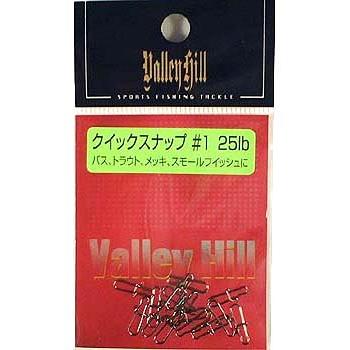 Valley Hill
SPORTS FISHING TACKLE
クイックスナップ #1 25lb
バス、トラウト、メッキ、スモールフィッシュに
Valley Hill